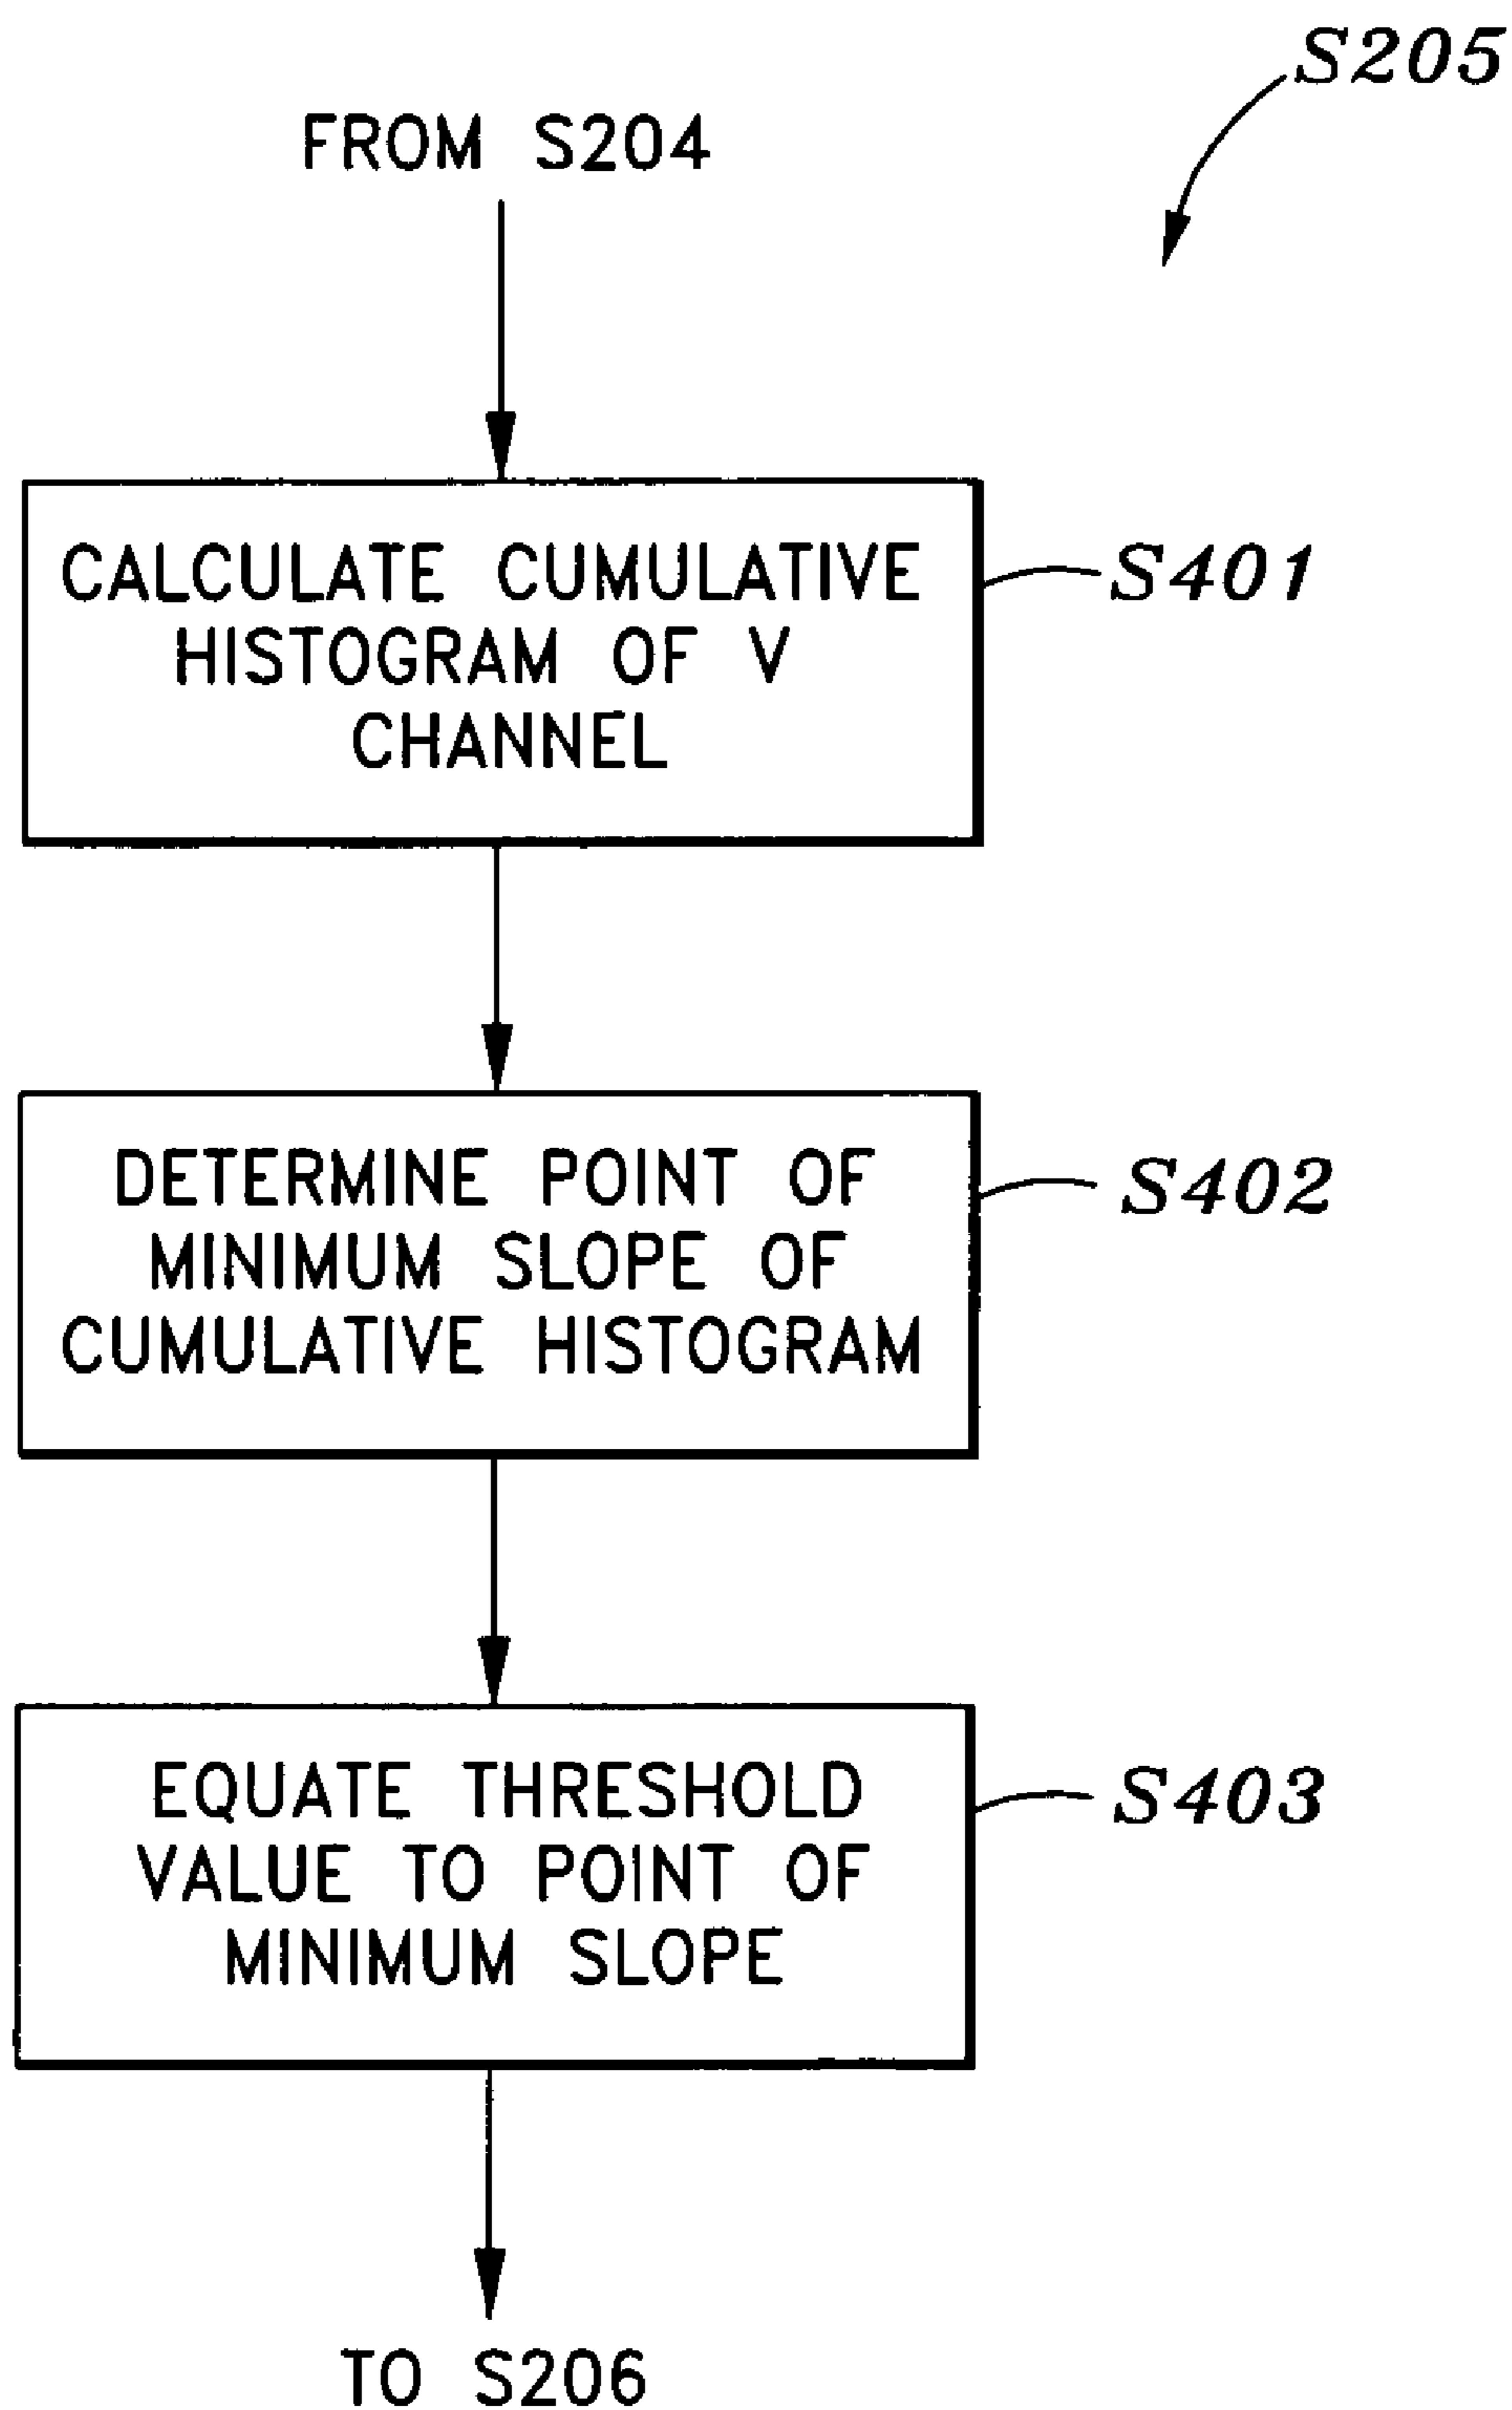 S205
FROM S204
CALCULATE CUMULATIVE
HISTOGRAM OF V
CHANNEL
S401
DETERMINE POINT OF
MINIMUM SLOPE OF
CUMULATIVE HISTOGRAM
S402
EQUATE THRESHOLD
VALUE TO POINT OF
MINIMUM SLOPE
S403
TO S206